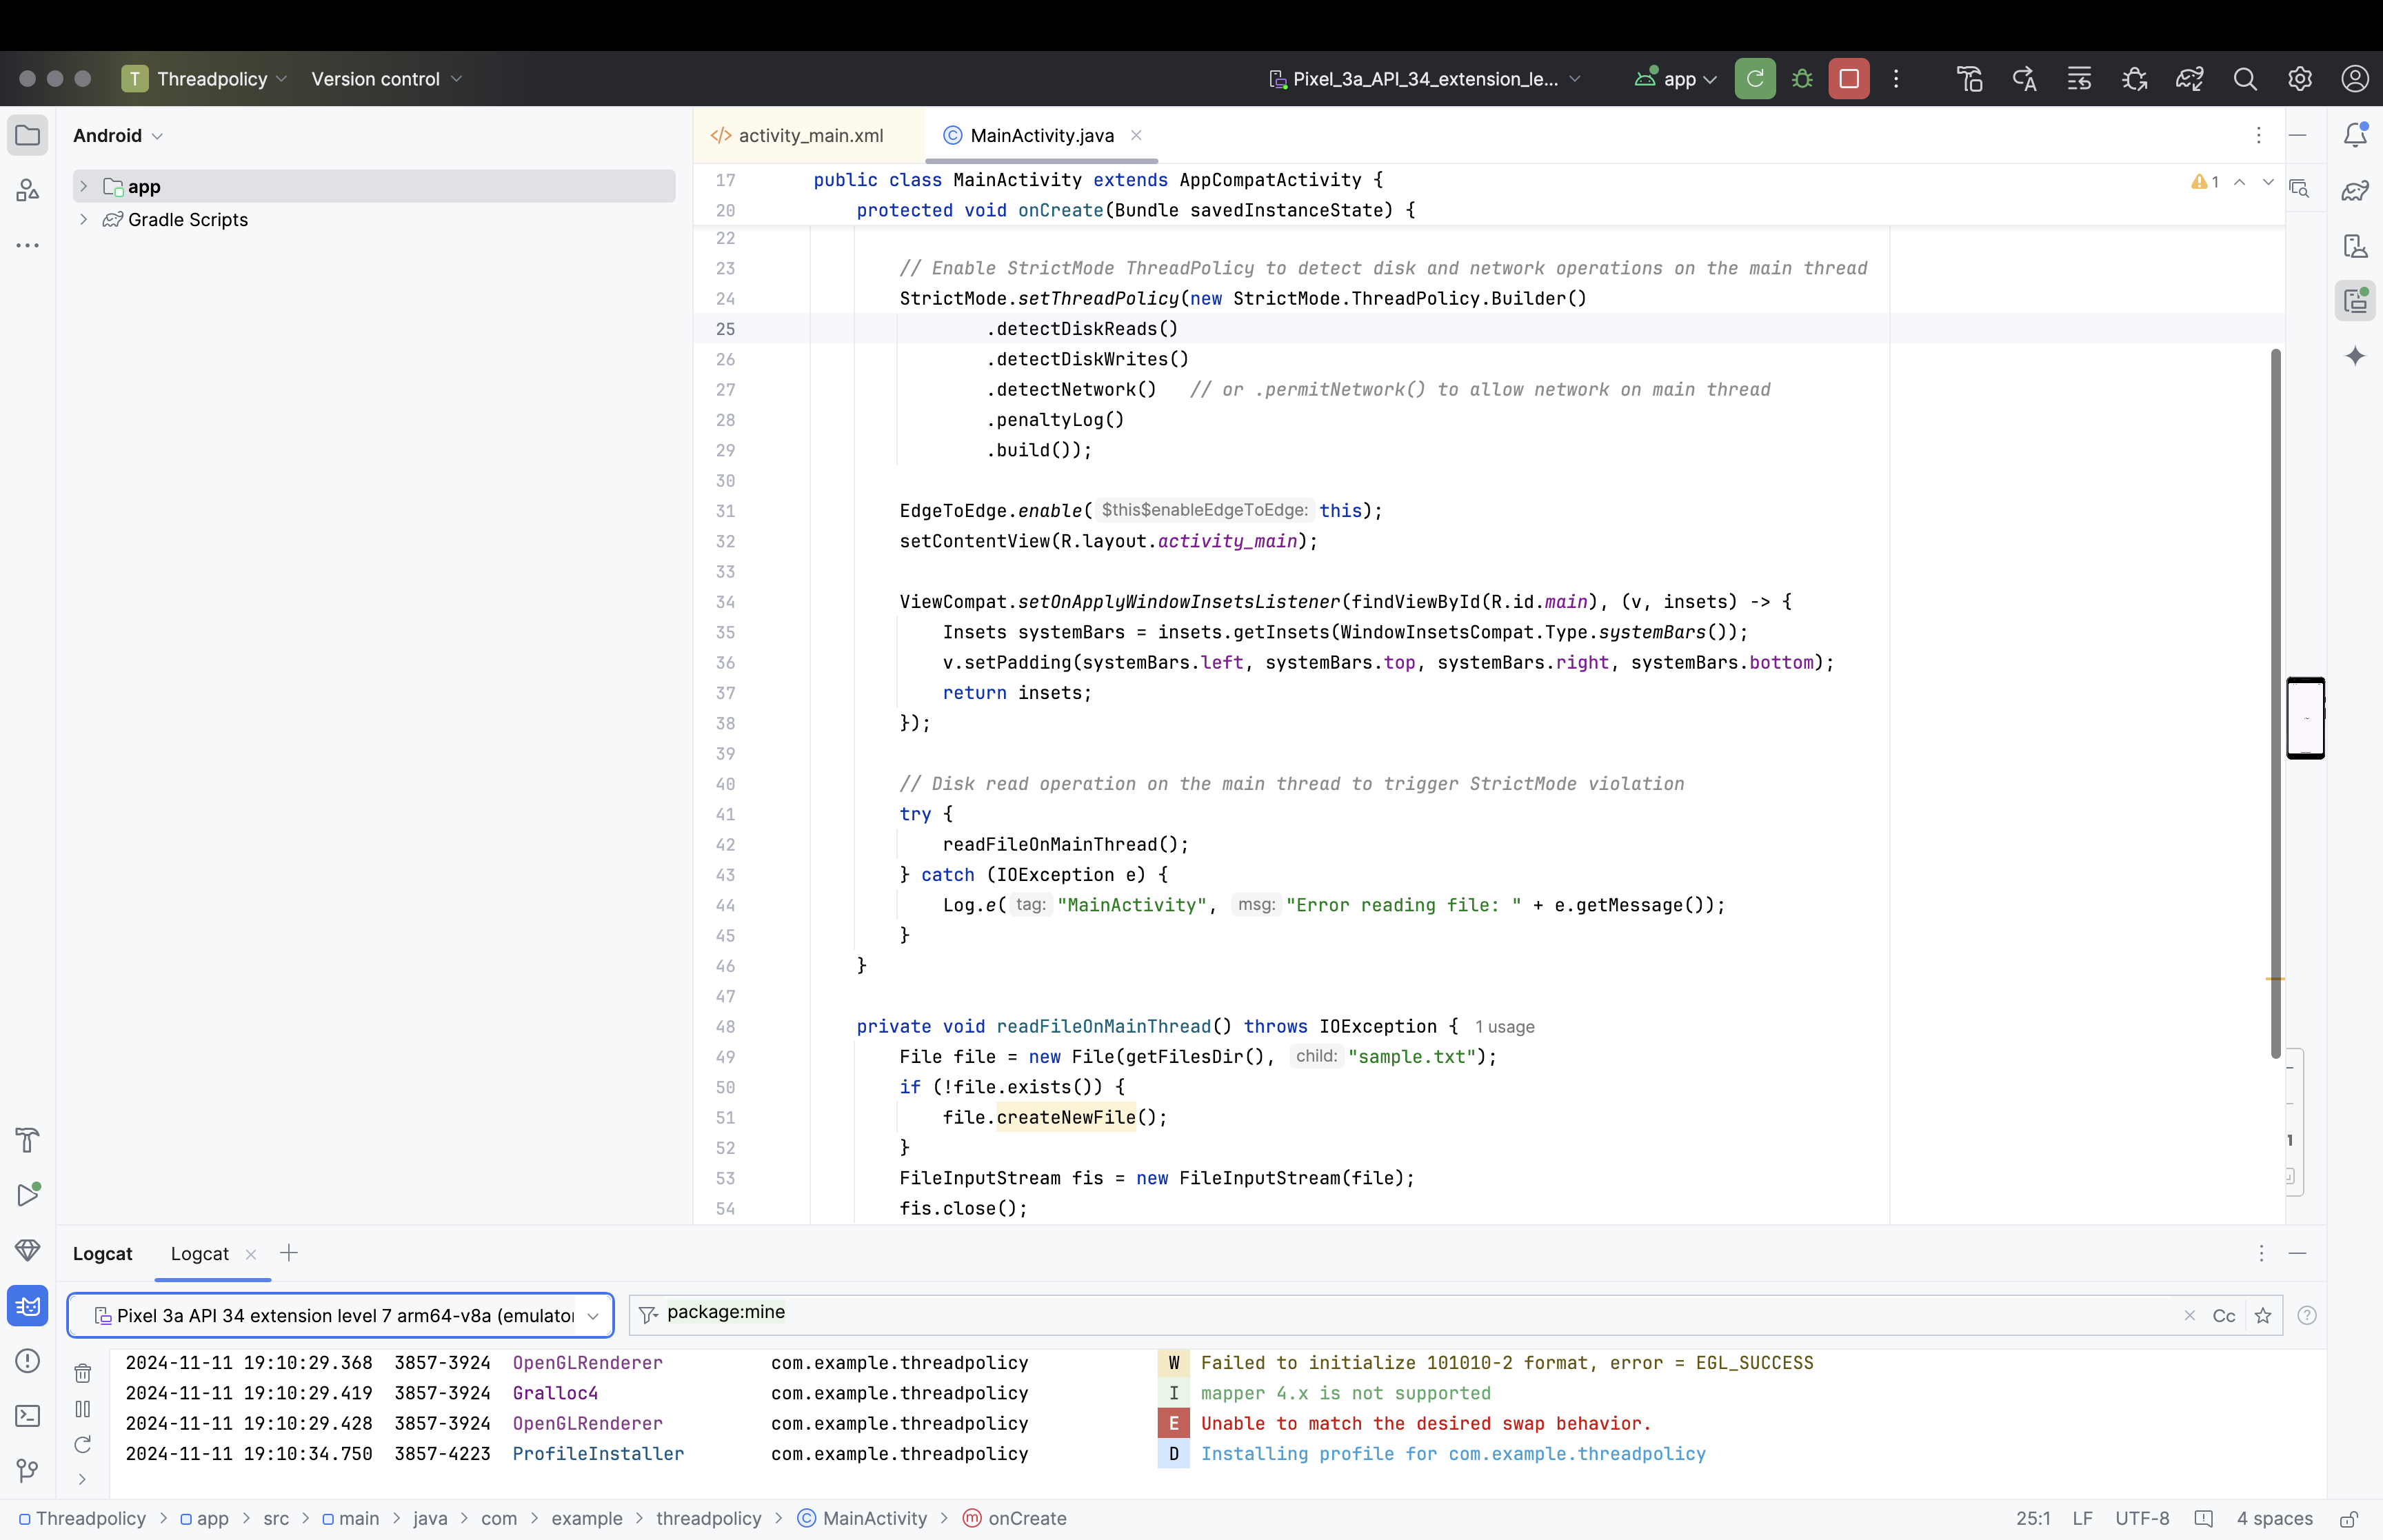 T Threadpolicy Version control Pixel_3a_API_34_extension_le... app
Android
app
Gradle Scripts
activity_main.xml MainActivity.java
17 public class MainActivity extends AppCompatActivity { 1
20 protected void onCreate(Bundle savedInstanceState) {
22
23 // Enable StrictMode ThreadPolicy to detect disk and network operations on the main thread
24 StrictMode.setThreadPolicy(new StrictMode.ThreadPolicy.Builder()
25 .detectDiskReads()
26 .detectDiskWrites()
27 .detectNetwork() // or .permitNetwork() to allow network on main thread
28 .penaltyLog()
29 .build());
30
31 EdgeToEdge.enable( $this$enableEdgeToEdge: this);
32 setContentView(R.layout.activity_main);
33
34 ViewCompat.setOnApplyWindowInsetsListener(findViewById(R.id.main), (v, insets) -> {
35 Insets systemBars = insets.getInsets(WindowInsetsCompat.Type.systemBars());
36 v.setPadding(systemBars.left, systemBars.top, systemBars.right, systemBars.bottom);
37 return insets;
38 });
39
40 // Disk read operation on the main thread to trigger StrictMode violation
41 try {
42 readFileOnMainThread();
43 } catch (IOException e) {
44 Log.e( tag: "MainActivity", msg: "Error reading file: " + e.getMessage());
45 }
46 }
47
48 private void readFileOnMainThread() throws IOException { 1 usage
49 File file = new File(getFilesDir(), child: "sample.txt");
50 if (!file.exists()) {
51 file.createNewFile();
52 }
53 FileInputStream fis = new FileInputStream(file);
54 fis.close();
Logcat Logcat
Pixel 3a API 34 extension level 7 arm64-v8a (emulator package:mine Cc
2024-11-11 19:10:29.368 3857-3924 OpenGLRenderer com.example.threadpolicy W Failed to initialize 101010-2 format, error = EGL_SUCCESS
2024-11-11 19:10:29.419 3857-3924 Gralloc4 com.example.threadpolicy I mapper 4.x is not supported
2024-11-11 19:10:29.428 3857-3924 OpenGLRenderer com.example.threadpolicy E Unable to match the desired swap behavior.
2024-11-11 19:10:34.750 3857-4223 ProfileInstaller com.example.threadpolicy D Installing profile for com.example.threadpolicy
Threadpolicy > app > src > main > java > com > example > threadpolicy > MainActivity > onCreate 25:1 LF UTF-8 4 spaces